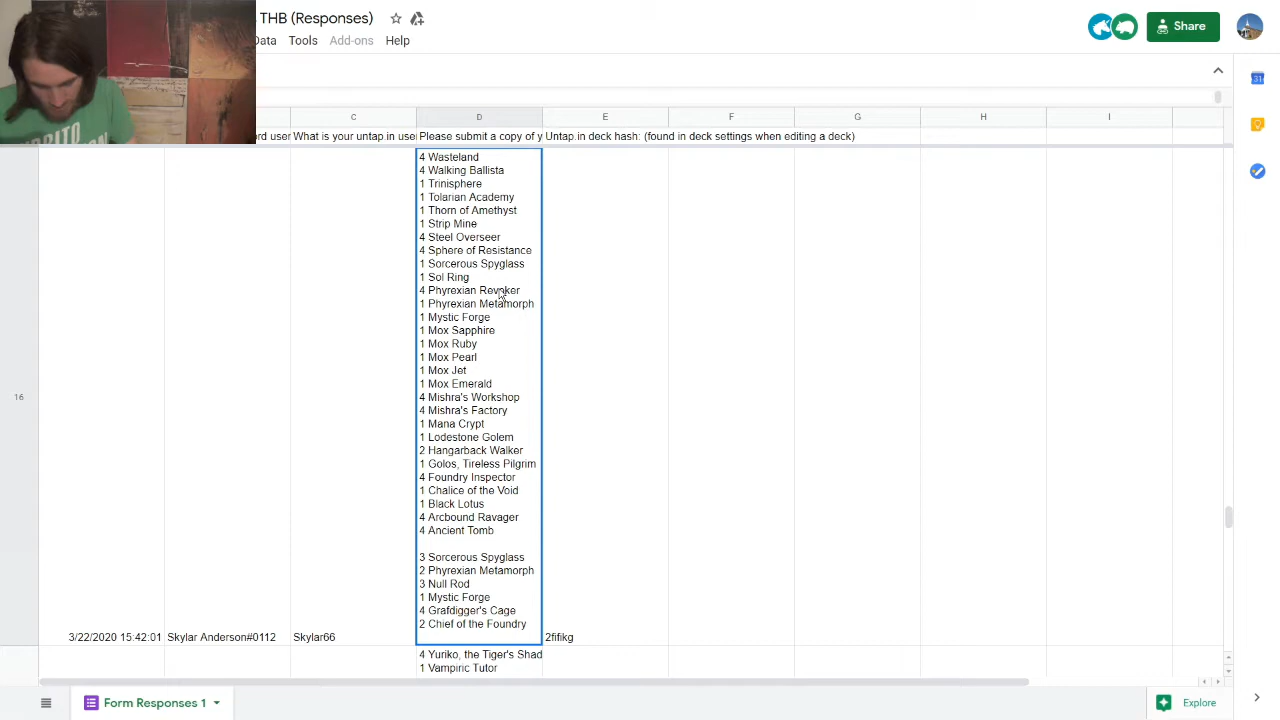 THB (Responses)
Share
Data Tools Add-ons Help
C D E F G H I
ord user What is your untap.in user Please submit a copy of y Untap.in deck hash: (found in deck settings when editing a deck)
4 Wasteland
4 Walking Ballista
1 Trinisphere
1 Tolarian Academy
1 Thorn of Amethyst
1 Strip Mine
4 Steel Overseer
4 Sphere of Resistance
1 Sorcerous Spyglass
1 Sol Ring
4 Phyrexian Revoker
1 Phyrexian Metamorph
1 Mystic Forge
1 Mox Sapphire
1 Mox Ruby
1 Mox Pearl
1 Mox Jet
1 Mox Emerald
4 Mishra's Workshop
16
4 Mishra's Factory
1 Mana Crypt
1 Lodestone Golem
2 Hangarback Walker
1 Golos, Tireless Pilgrim
4 Foundry Inspector
1 Chalice of the Void
1 Black Lotus
4 Arcbound Ravager
4 Ancient Tomb
3 Sorcerous Spyglass
2 Phyrexian Metamorph
3 Null Rod
1 Mystic Forge
4 Grafdigger's Cage
2 Chief of the Foundry
3/22/2020 15:42:01 Skylar Anderson#0112 Skylar66 2fifikg
4 Yuriko, the Tiger's Shad
1 Vampiric Tutor
Form Responses 1
Explore